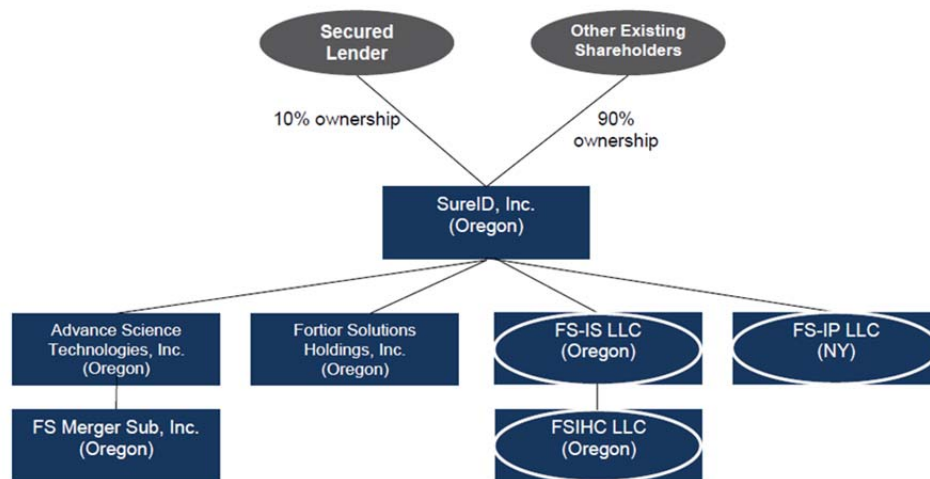 Secured
Lender
Other Existing
Shareholders
10% ownership
90%
ownership
SureID, Inc.
(Oregon)
Advance Science
Technologies, Inc.
(Oregon)
Fortior Solutions
Holdings, Inc.
(Oregon)
FS-IS LLC
(Oregon)
FS-IP LLC
(NY)
FS Merger Sub, Inc.
(Oregon)
FSIHC LLC
(Oregon)